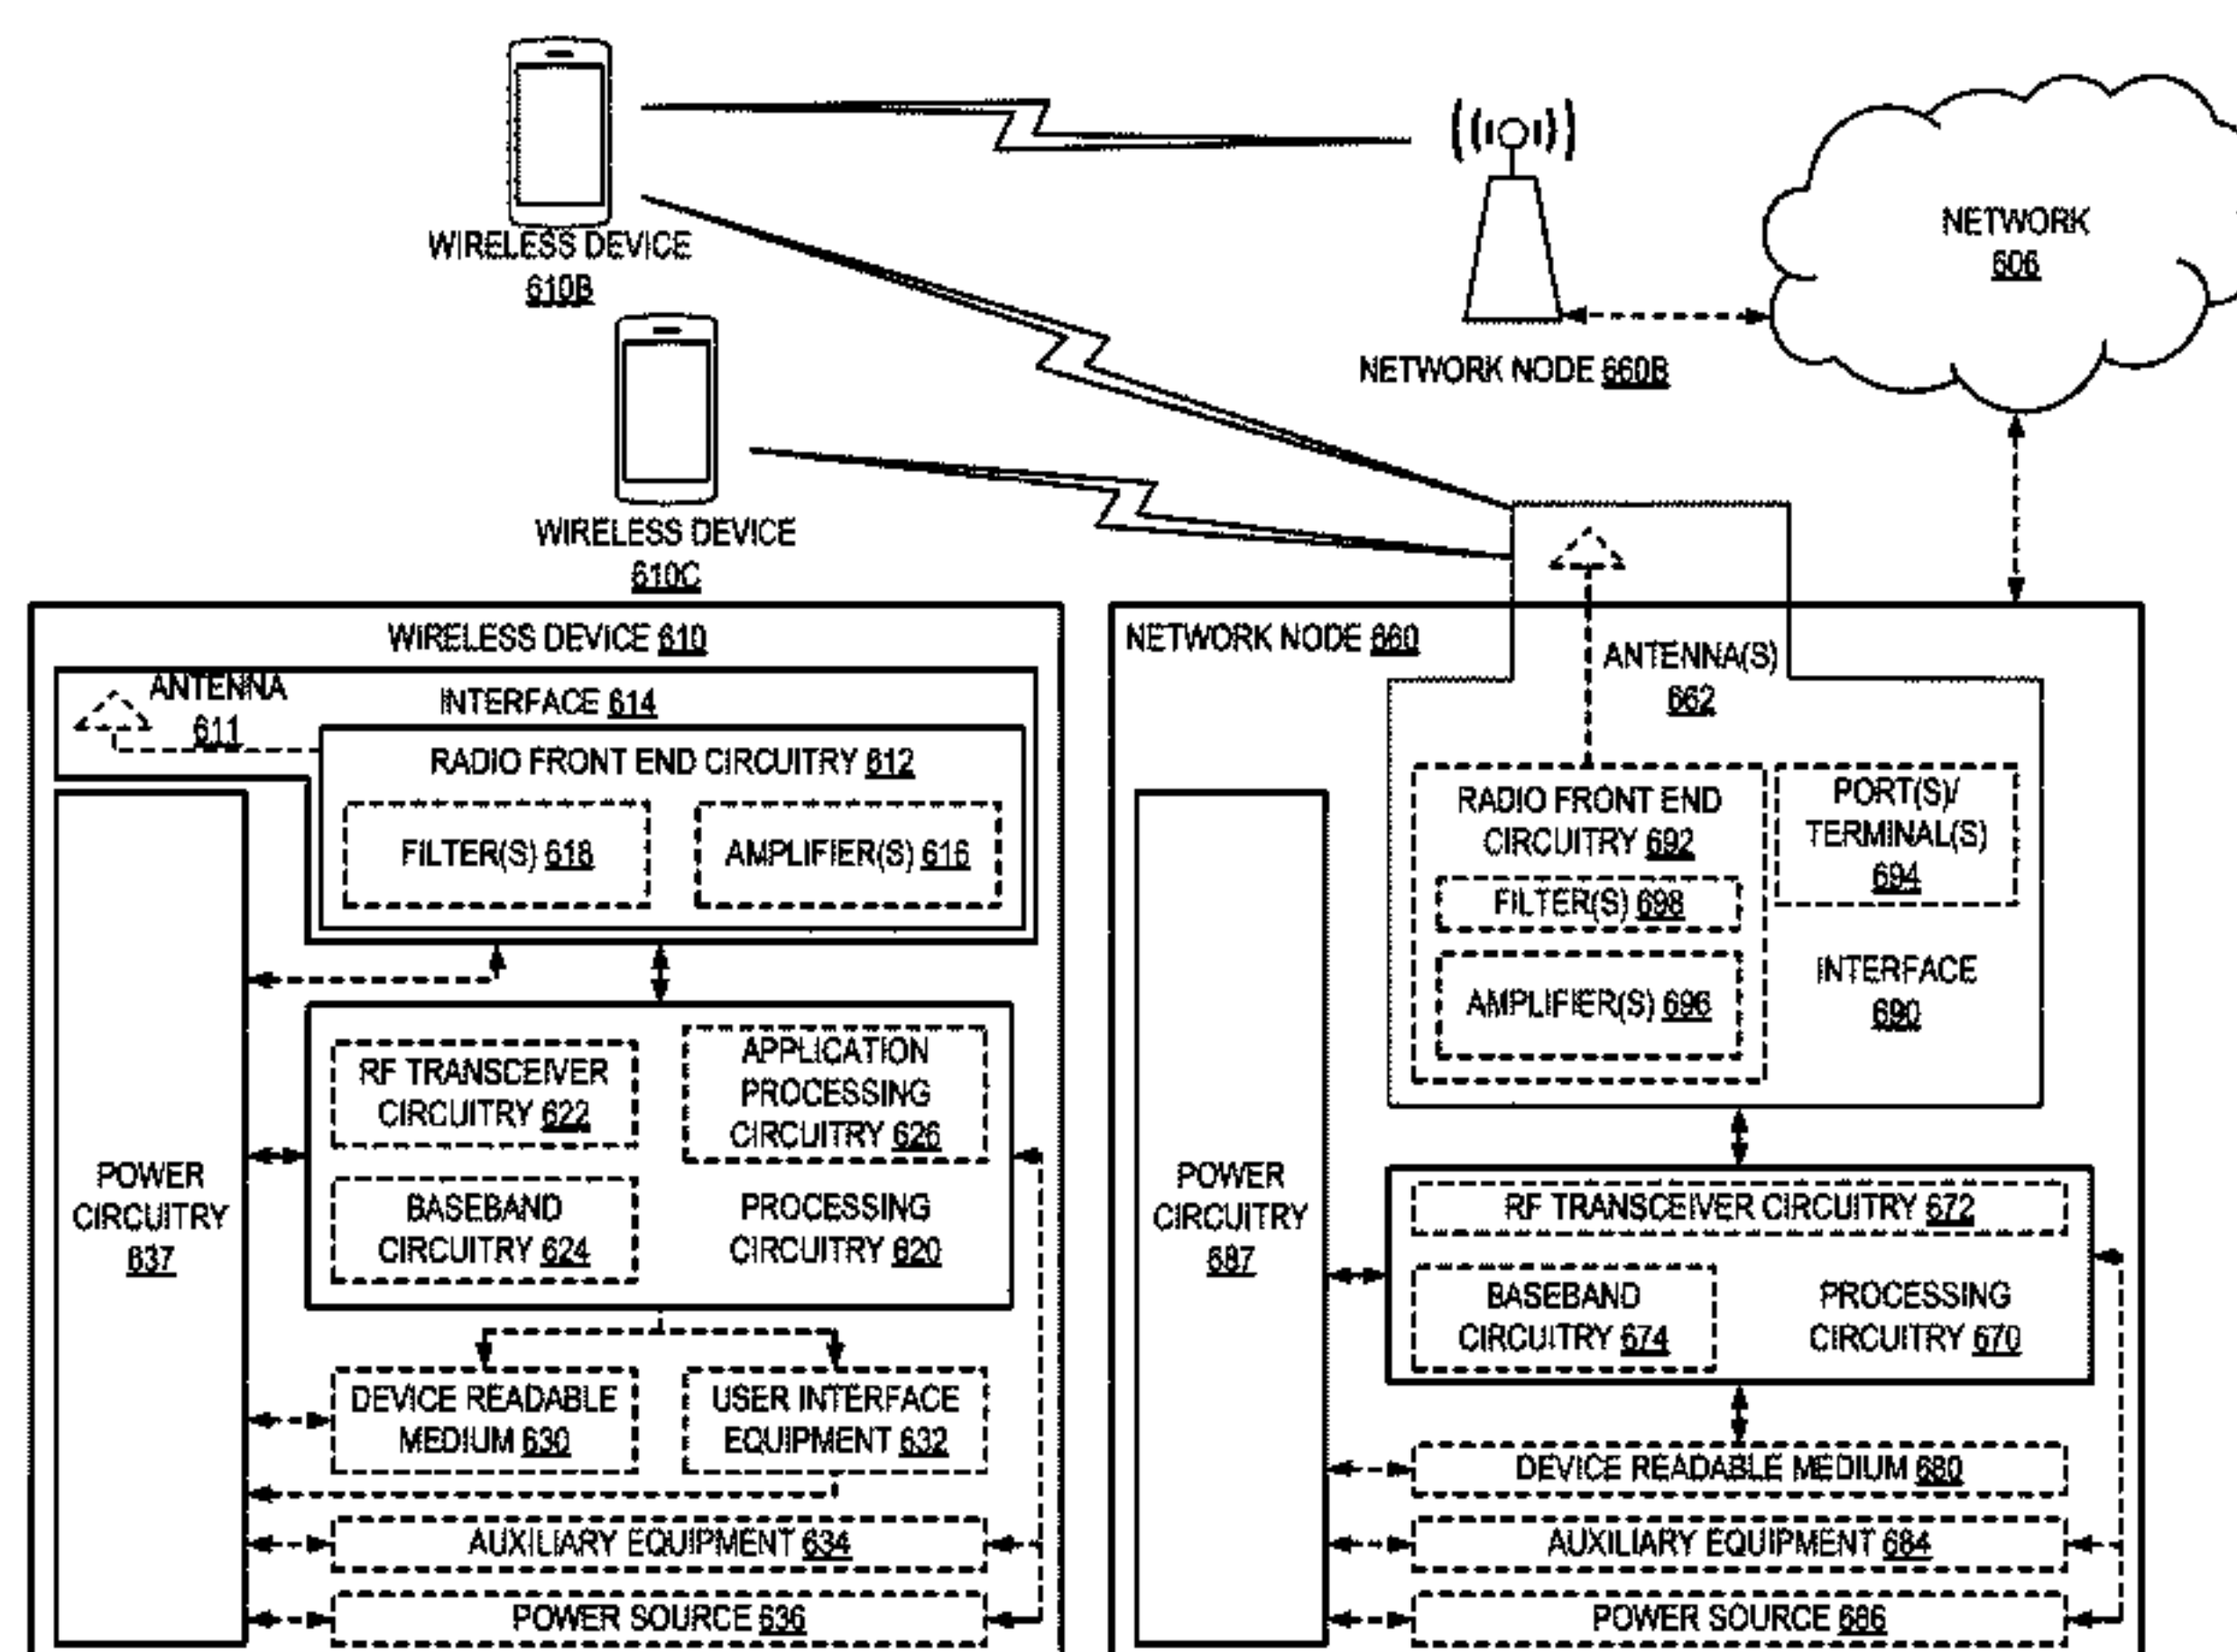 WIRELESS DEVICE
610B
NETWORK
606
NETWORK NODE 660B
WIRELESS DEVICE
610C
WIRELESS DEVICE 610
ANTENNA
611
INTERFACE 614
RADIO FRONT END CIRCUITRY 612
FILTER(S) 618
AMPLIFIER(S) 616
POWER
CIRCUITRY
637
RF TRANSCEIVER
CIRCUITRY 622
APPLICATION
PROCESSING
CIRCUITRY 626
BASEBAND
CIRCUITRY 624
PROCESSING
CIRCUITRY 620
DEVICE READABLE
MEDIUM 630
USER INTERFACE
EQUIPMENT 632
AUXILIARY EQUIPMENT 634
POWER SOURCE 636
NETWORK NODE 660
ANTENNA(S)
662
RADIO FRONT END
CIRCUITRY 692
FILTER(S) 698
AMPLIFIER(S) 696
PORT(S)/
TERMINAL(S)
694
INTERFACE
690
POWER
CIRCUITRY
687
RF TRANSCEIVER CIRCUITRY 672
BASEBAND
CIRCUITRY 674
PROCESSING
CIRCUITRY 670
DEVICE READABLE MEDIUM 680
AUXILIARY EQUIPMENT 684
POWER SOURCE 686